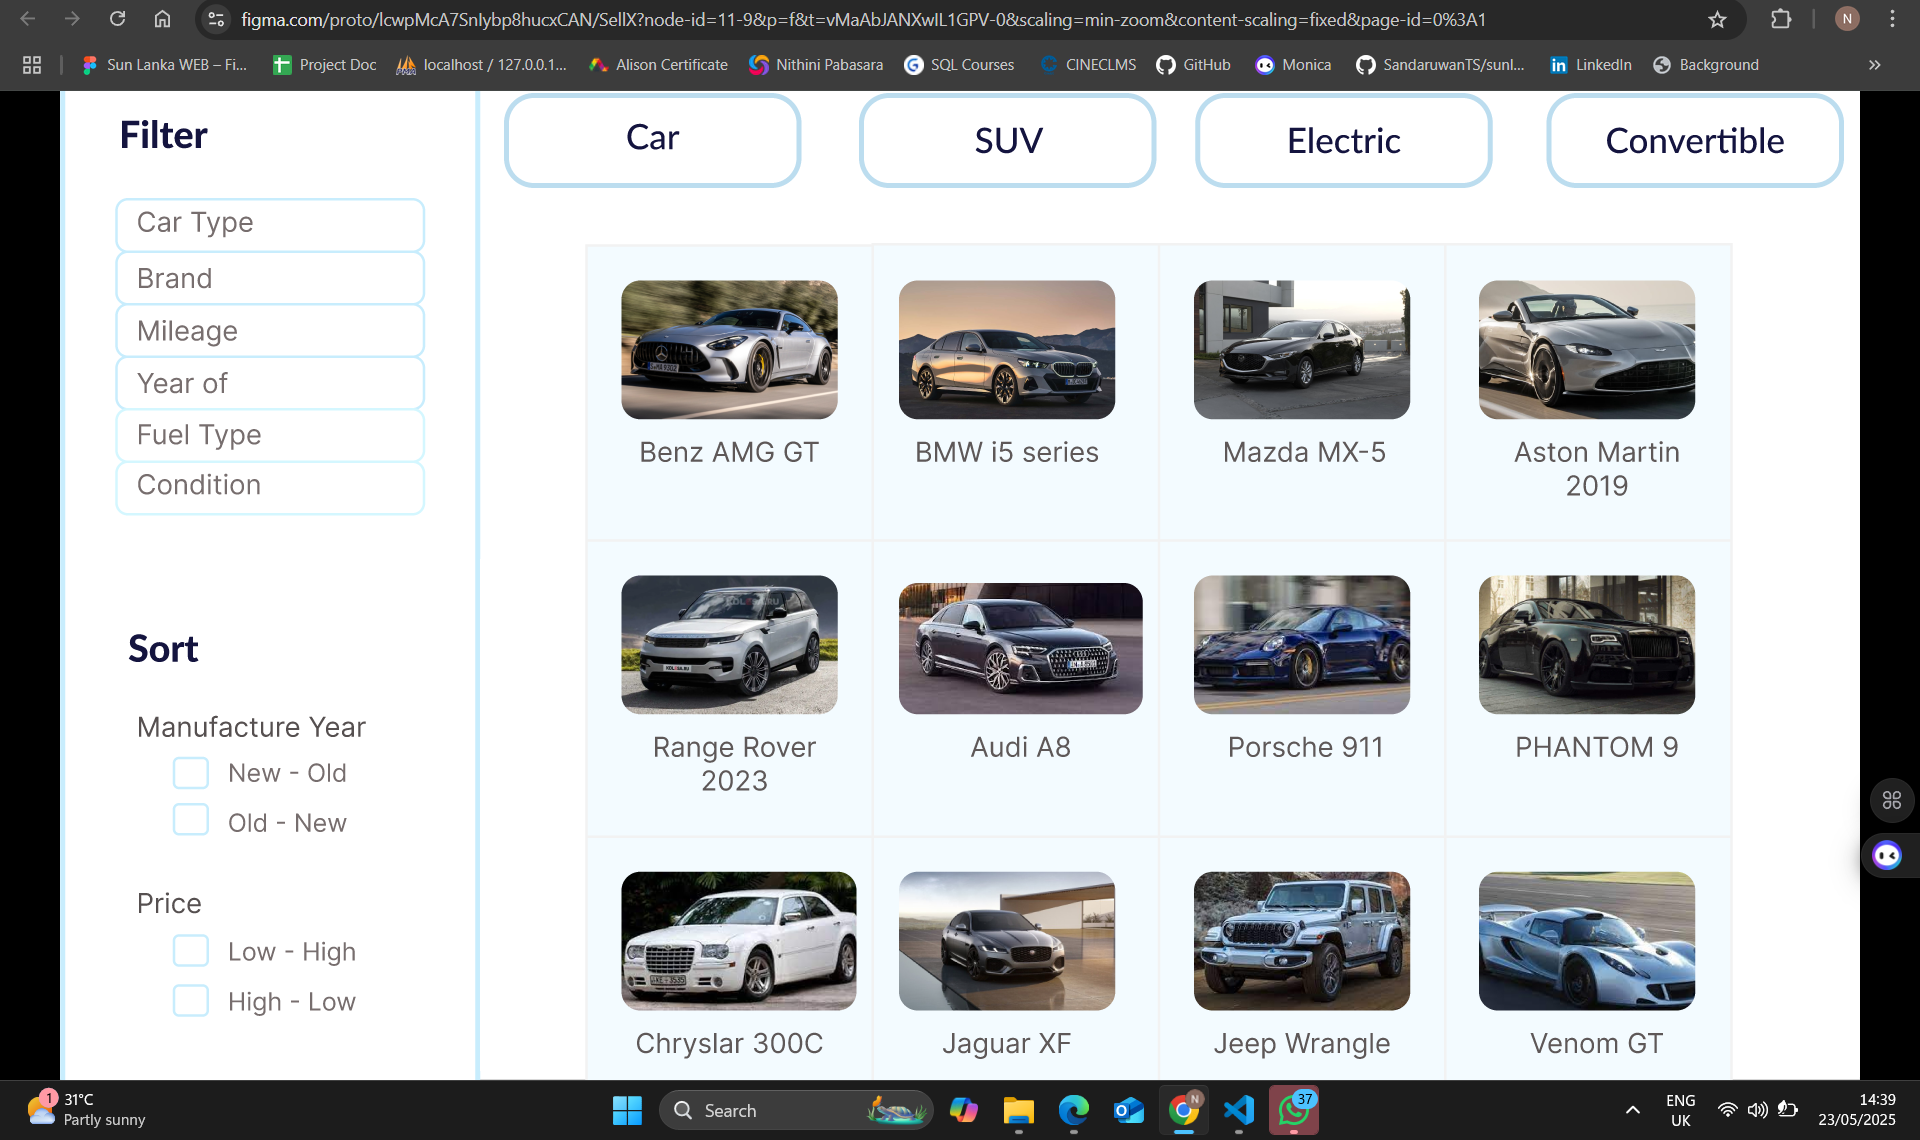 figma.com/proto/lcwpMcA7SnIybp8hucxCAN/SellX?node-id=11-9&p=f&t=vMaAbJANXwIL1GPV-0&scaling=min-zoom&content-scaling=fixed&page-id=0%3A1
N
Sun Lanka WEB – Fi...
Project Doc
localhost / 127.0.0.1...
Alison Certificate
Nithini Pabasara
SQL Courses
CINECLMS
GitHub
Monica
SandaruwanTS/sunl...
LinkedIn
Background
Filter
Car Type
Brand
Mileage
Year of
Fuel Type
Condition
Sort
Manufacture Year
New - Old
Old - New
Price
Low - High
High - Low
Car
SUV
Electric
Convertible
Benz AMG GT
BMW i5 series
Mazda MX-5
Aston Martin
2019
Range Rover
2023
Audi A8
Porsche 911
PHANTOM 9
Chryslar 300C
Jaguar XF
Jeep Wrangle
Venom GT
1
31°C
Partly sunny
Search
N
37
ENG
UK
14:39
23/05/2025